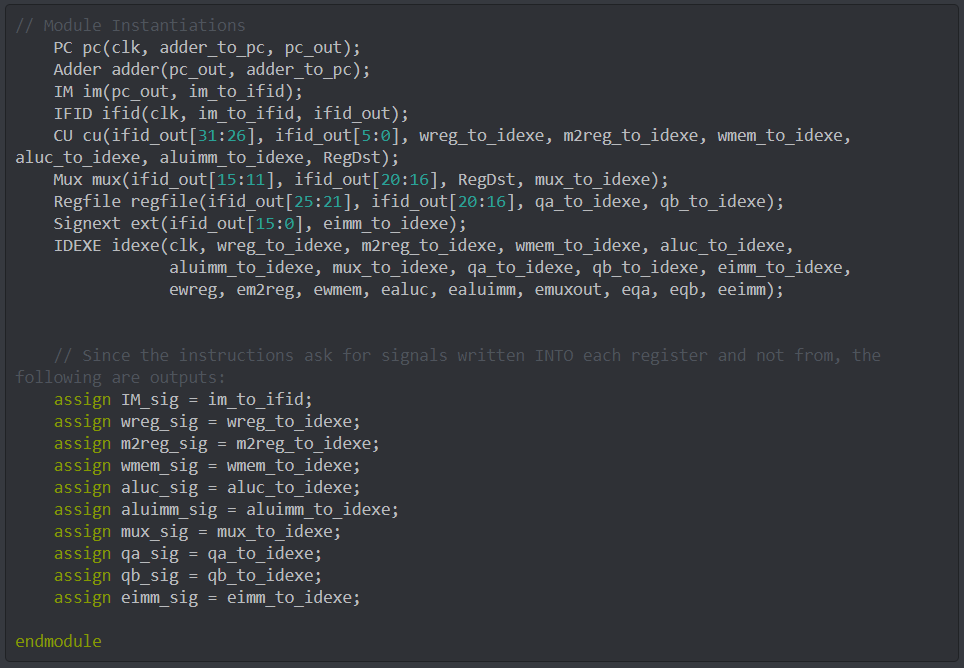 // Module Instantiations
PC pc(clk, adder_to_pc, pc_out);
Adder adder(pc_out, adder_to_pc);
IM im(pc_out, im_to_ifid);
IFID ifid(clk, im_to_ifid, ifid_out);
CU cu(ifid_out[31:26], ifid_out[5:0], wreg_to_idexe, m2reg_to_idexe, wmem_to_idexe,
aluc_to_idexe, aluimm_to_idexe, RegDst);
Mux mux(ifid_out[15:11], ifid_out[20:16], RegDst, mux_to_idexe);
Regfile regfile(ifid_out[25:21], ifid_out[20:16], qa_to_idexe, qb_to_idexe);
Signext ext(ifid_out[15:0], eimm_to_idexe);
IDEXE idexe(clk, wreg_to_idexe, m2reg_to_idexe, wmem_to_idexe, aluc_to_idexe,
aluimm_to_idexe, mux_to_idexe, qa_to_idexe, qb_to_idexe, eimm_to_idexe,
ewreg, em2reg, ewmem, ealuc, ealuimm, emuxout, eqa, eqb, eeimm);
// Since the instructions ask for signals written INTO each register and not from, the
following are outputs:
assign IM_sig = im_to_ifid;
assign wreg_sig = wreg_to_idexe;
assign m2reg_sig = m2reg_to_idexe;
assign wmem_sig = wmem_to_idexe;
assign aluc_sig = aluc_to_idexe;
assign aluimm_sig = aluimm_to_idexe;
assign mux_sig = mux_to_idexe;
assign qa_sig = qa_to_idexe;
assign qb_sig = qb_to_idexe;
assign eimm_sig = eimm_to_idexe;
endmodule